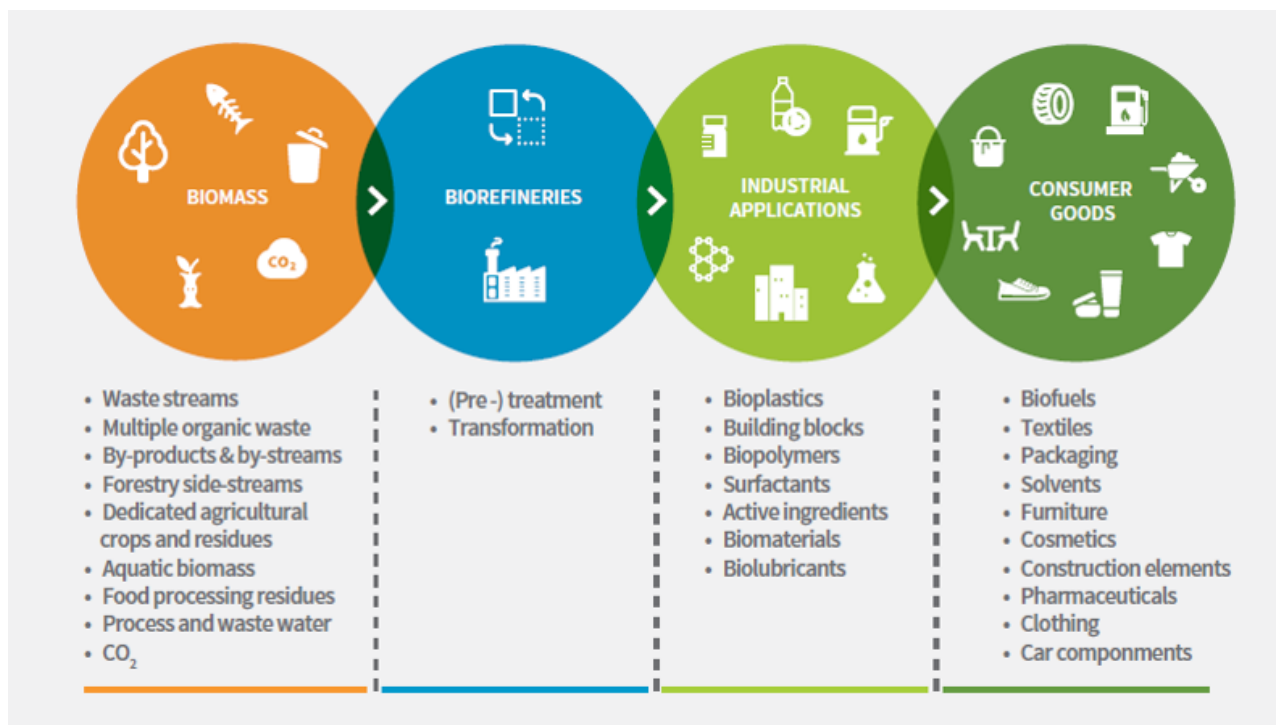 CO₂
BIOMASS
BIOREFINERIES
INDUSTRIAL
APPLICATIONS
CONSUMER
GOODS
• Waste streams
• Multiple organic waste
• By-products & by-streams
• Forestry side-streams
• Dedicated agricultural
crops and residues
• Aquatic biomass
• Food processing residues
• Process and waste water
• CO₂
• (Pre -) treatment
• Transformation
• Bioplastics
• Building blocks
• Biopolymers
• Surfactants
• Active ingredients
• Biomaterials
• Biolubricants
• Biofuels
• Textiles
• Packaging
• Solvents
• Furniture
• Cosmetics
• Construction elements
• Pharmaceuticals
• Clothing
• Car componments